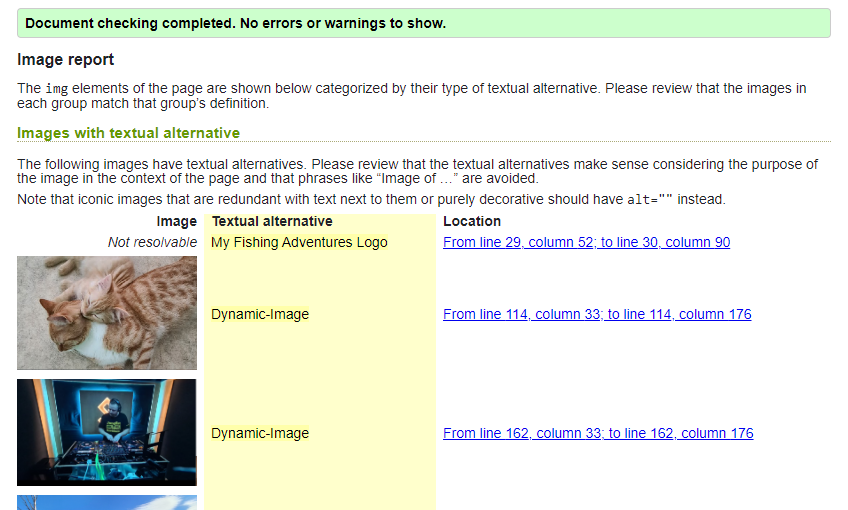 Document checking completed. No errors or warnings to show.
Image report
The img elements of the page are shown below categorized by their type of textual alternative. Please review that the images in
each group match that group’s definition.
Images with textual alternative
The following images have textual alternatives. Please review that the textual alternatives make sense considering the purpose of
the image in the context of the page and that phrases like “Image of …” are avoided.
Note that iconic images that are redundant with text next to them or purely decorative should have alt="" instead.
Image Textual alternative Location
Not resolvable My Fishing Adventures Logo From line 29, column 52; to line 30, column 90
Dynamic-Image From line 114, column 33; to line 114, column 176
Dynamic-Image From line 162, column 33; to line 162, column 176